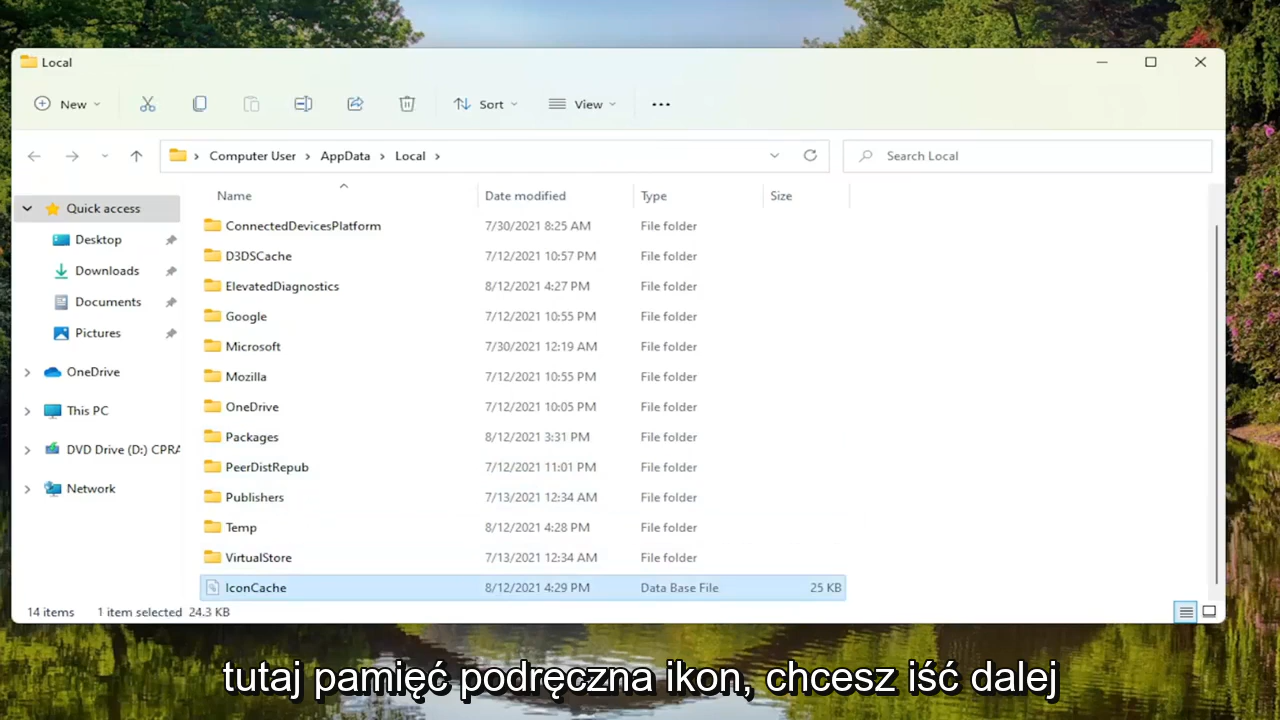 Local
New
Sort
View
Computer User > AppData > Local >
Search Local
Name Date modified Type Size
Quick access
Desktop
Downloads
Documents
Pictures
OneDrive
This PC
DVD Drive (D:) CPRA
Network
ConnectedDevicesPlatform 7/30/2021 8:25 AM File folder
D3DSCache 7/12/2021 10:57 PM File folder
ElevatedDiagnostics 8/12/2021 4:27 PM File folder
Google 7/12/2021 10:55 PM File folder
Microsoft 7/30/2021 12:19 AM File folder
Mozilla 7/12/2021 10:55 PM File folder
OneDrive 7/12/2021 10:05 PM File folder
Packages 8/12/2021 3:31 PM File folder
PeerDistRepub 7/12/2021 11:01 PM File folder
Publishers 7/13/2021 12:34 AM File folder
Temp 8/12/2021 4:28 PM File folder
VirtualStore 7/13/2021 12:34 AM File folder
IconCache 8/12/2021 4:29 PM Data Base File 25 KB
14 items 1 item selected 24.3 KB
tutaj pamięć podręczna ikon, chcesz iść dalej